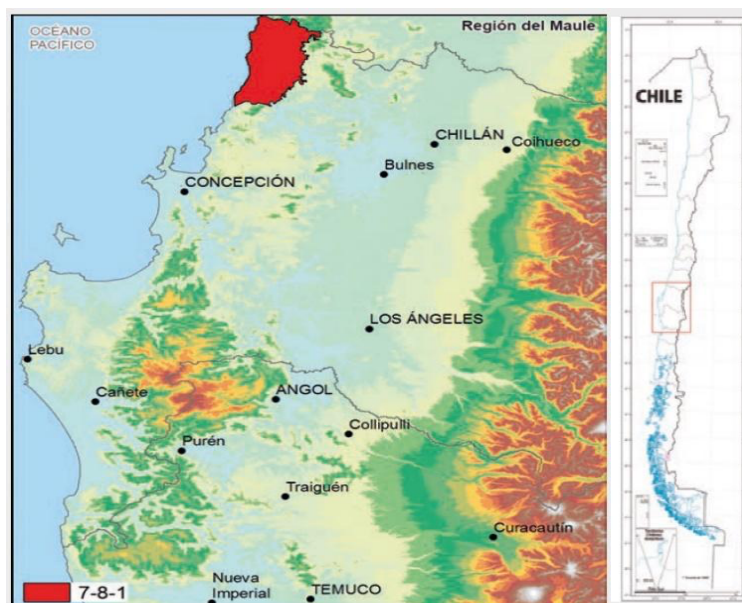 OCÉANO
PACÍFICO
Región del Maule
CHILE
CHILLÁN
Coihueco
Bulnes
CONCEPCIÓN
LOS ÁNGELES
Lebu
Cañete
ANGOL
Collipulli
Purén
Traiguén
Curacautín
Nueva
Imperial
TEMUCO
7-8-1